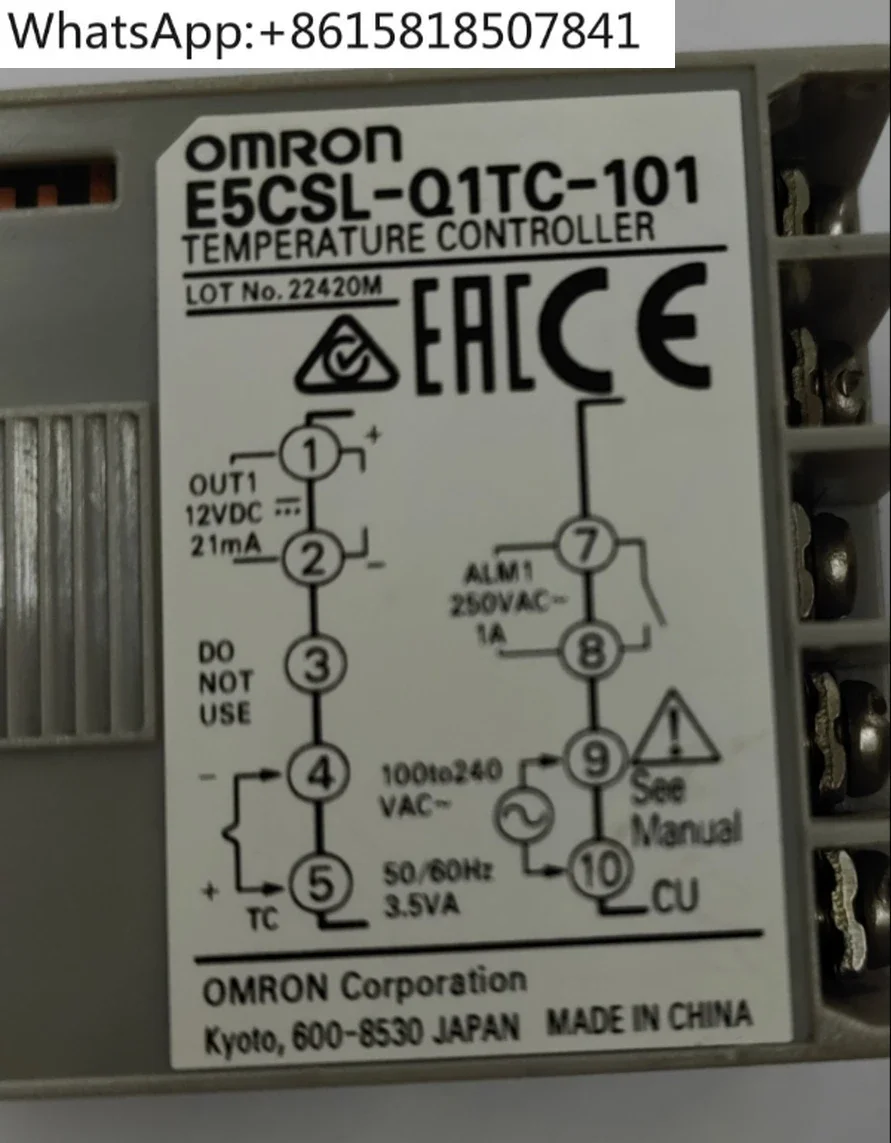 WhatsApp:+8615818507841
OMRON
E5CSL-Q1TC-101
TEMPERATURE CONTROLLER
LOT No. 22420M
EAC CE
1
+
OUT1
12VDC
21mA
2
-
7
ALM1
250VAC~
1A
8
DO
NOT
USE
3
-
4
100to240
VAC~
9
See
Manual
+
5
TC
50/60Hz
3.5VA
10
CU
OMRON Corporation
Kyoto, 600-8530 JAPAN MADE IN CHINA